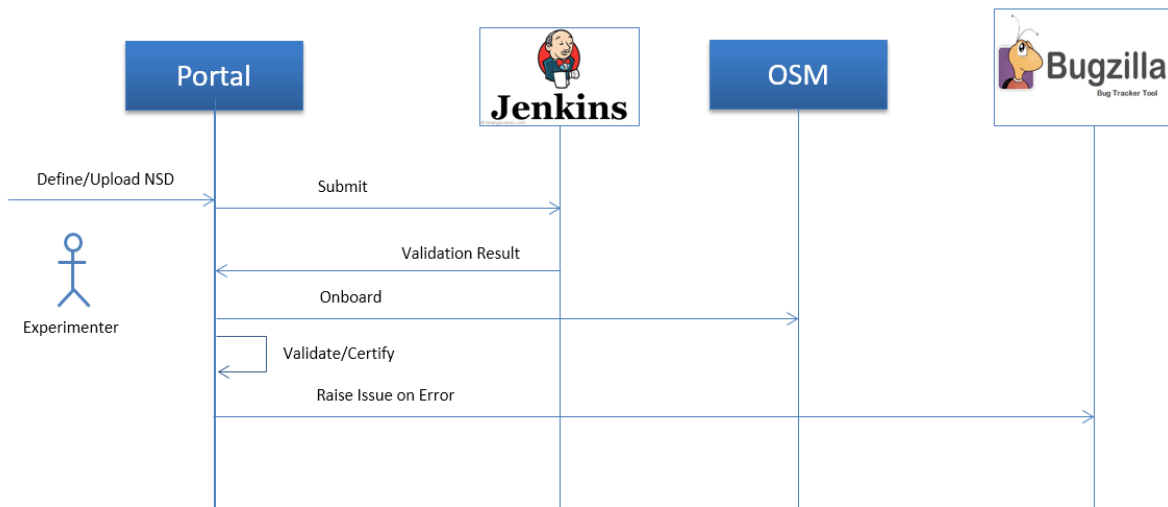 Portal
Jenkins
OSM
Bugzilla
Bug Tracker Tool
Define/Upload NSD
Submit
Validation Result
Onboard
Experimenter
Validate/Certify
Raise Issue on Error